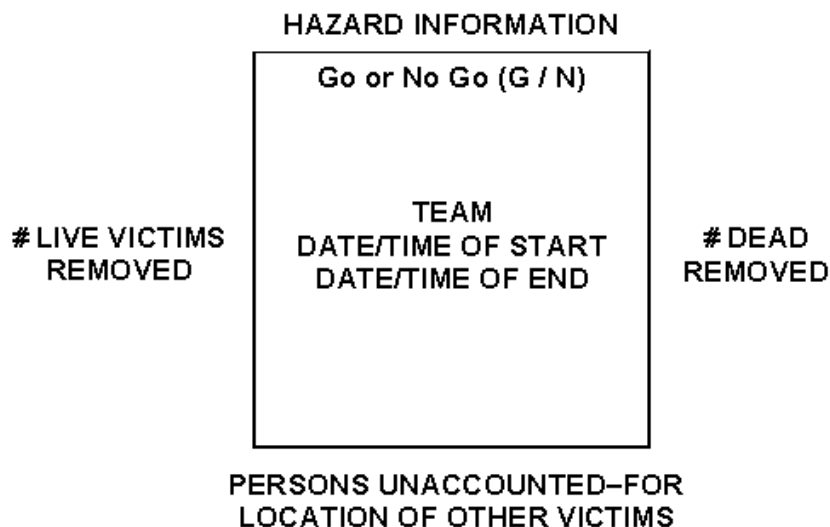 HAZARD INFORMATION
Go or No Go (G / N)
# LIVE VICTIMS
REMOVED
TEAM
DATE/TIME OF START
DATE/TIME OF END
# DEAD
REMOVED
PERSONS UNACCOUNTED–FOR
LOCATION OF OTHER VICTIMS